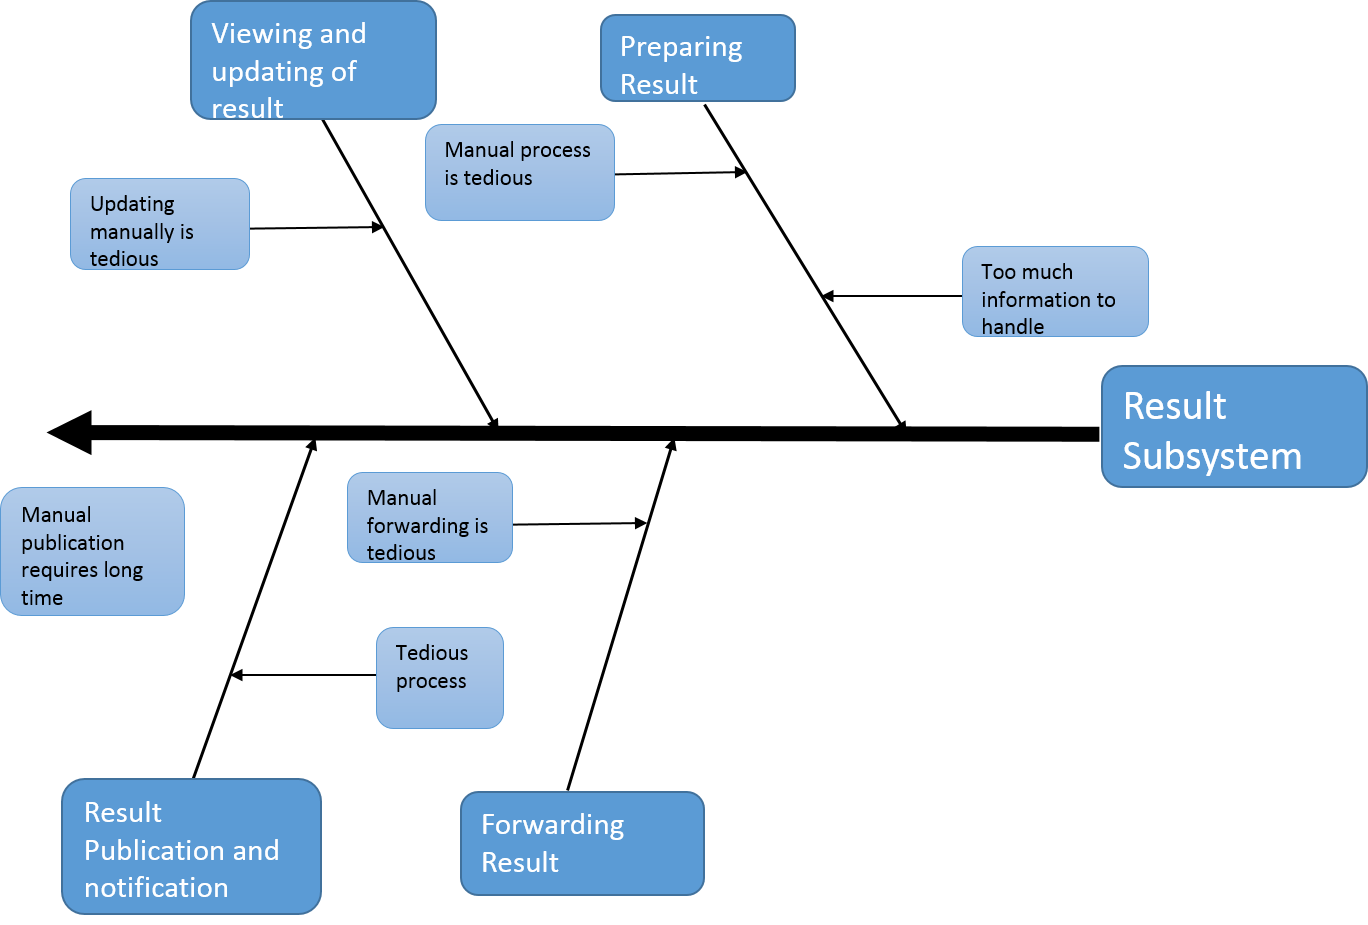 Viewing and
updating of
result
Preparing
Result
Manual process
is tedious
Updating
manually is
tedious
Too much
information to
handle
Result
Subsystem
Manual
publication
requires long
time
Manual
forwarding is
tedious
Tedious
process
Result
Publication and
notification
Forwarding
Result